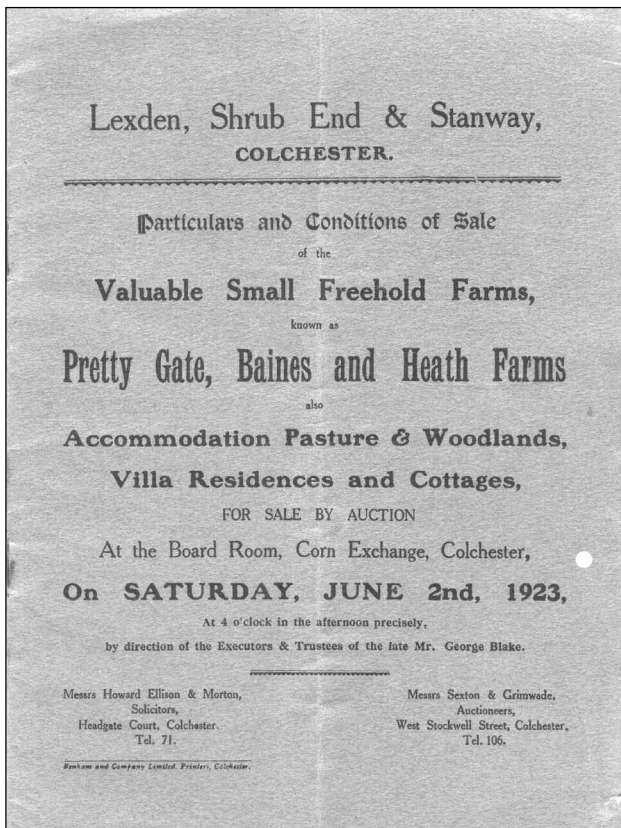 Lexden, Shrub End & Stanway,
COLCHESTER.
Particulars and Conditions of Sale
of the
Valuable Small Freehold Farms,
known as
Pretty Gate, Baines and Heath Farms
also
Accommodation Pasture & Woodlands,
Villa Residences and Cottages,
FOR SALE BY AUCTION
At the Board Room, Corn Exchange, Colchester,
On SATURDAY, JUNE 2nd, 1923,
At 4 o'clock in the afternoon precisely,
by direction of the Executors & Trustees of the late Mr. George Blake.
Messrs Howard Ellison & Morton,
Solicitors,
Headgate Court, Colchester.
Tel. 71.
Messrs Sexton & Grimwade,
Auctioneers,
West Stockwell Street, Colchester,
Tel. 106.
Benham and Company Limited, Printers, Colchester.